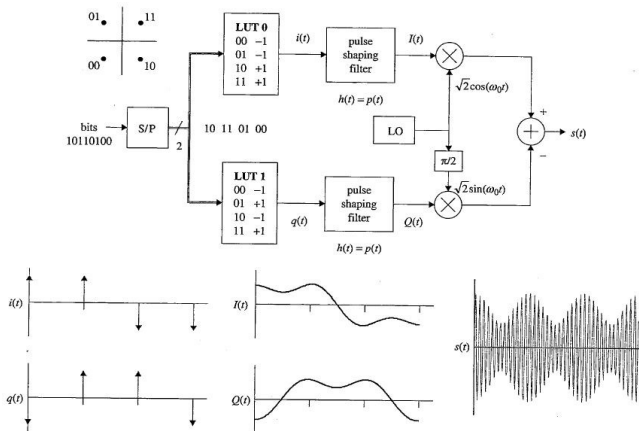 01 11
00 10
bits
10110100
S/P
2
10 11 01 00
LUT 0
00 −1
01 −1
10 +1
11 +1
i(t)
pulse
shaping
filter
I(t)
h(t) = p(t)
√2cos(ω₀t)
LO
π/2
+
−
s(t)
LUT 1
00 −1
01 +1
10 −1
11 +1
q(t)
pulse
shaping
filter
Q(t)
√2sin(ω₀t)
h(t) = p(t)
i(t)
I(t)
s(t)
q(t)
Q(t)